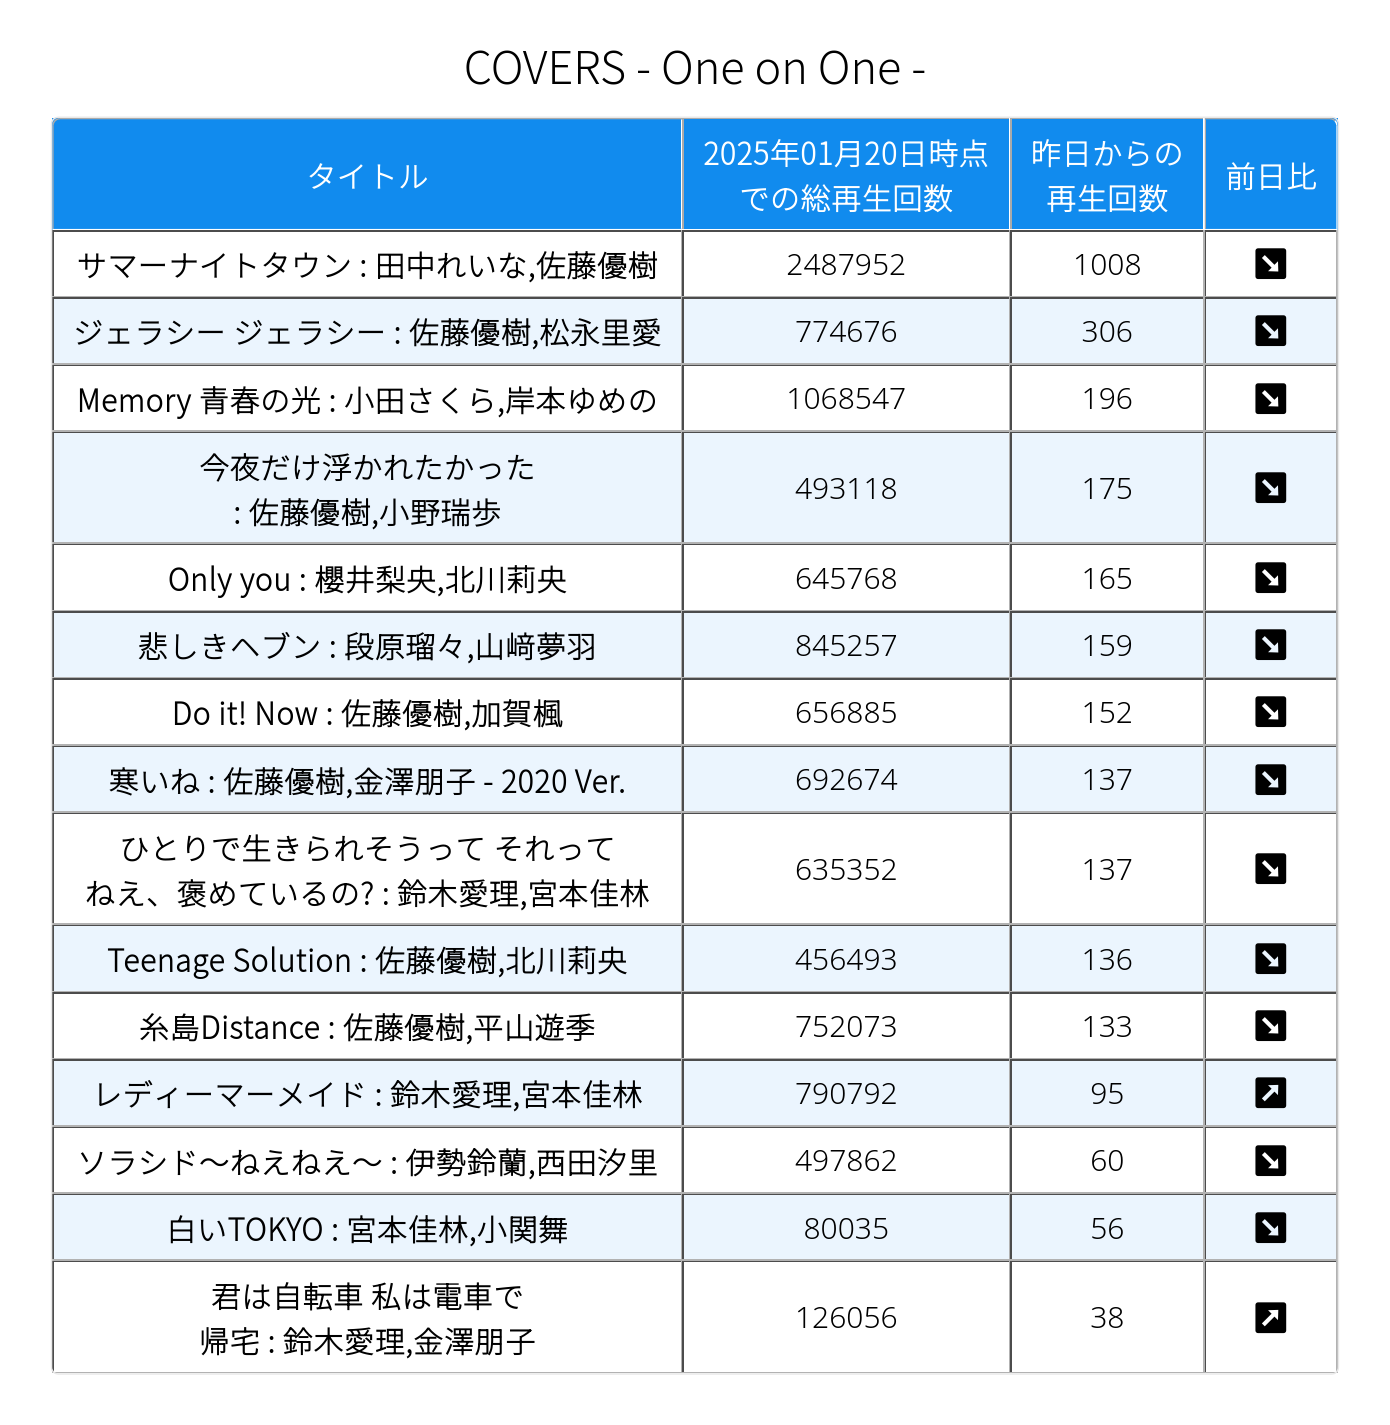 COVERS - One on One -
タイトル
2025年01月20日時点
での総再生回数
昨日からの
再生回数
前日比
サマーナイトタウン : 田中れいな,佐藤優樹
2487952
1008
ジェラシー ジェラシー : 佐藤優樹,松永里愛
774676
306
Memory 青春の光 : 小田さくら,岸本ゆめの
1068547
196
今夜だけ浮かれたかった
: 佐藤優樹,小野瑞歩
493118
175
Only you : 櫻井梨央,北川莉央
645768
165
悲しきヘブン : 段原瑠々,山﨑夢羽
845257
159
Do it! Now : 佐藤優樹,加賀楓
656885
152
寒いね : 佐藤優樹,金澤朋子 - 2020 Ver.
692674
137
ひとりで生きられそうって それって
ねえ、褒めているの? : 鈴木愛理,宮本佳林
635352
137
Teenage Solution : 佐藤優樹,北川莉央
456493
136
糸島Distance : 佐藤優樹,平山遊季
752073
133
レディーマーメイド : 鈴木愛理,宮本佳林
790792
95
ソラシド〜ねえねえ〜 : 伊勢鈴蘭,西田汐里
497862
60
白いTOKYO : 宮本佳林,小関舞
80035
56
君は自転車 私は電車で
帰宅 : 鈴木愛理,金澤朋子
126056
38